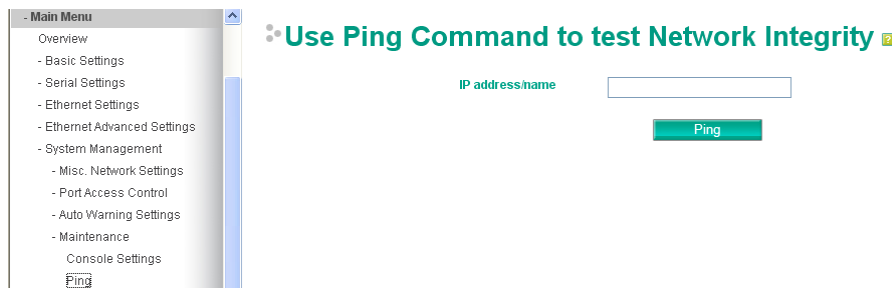 - Main Menu
Overview
- Basic Settings
- Serial Settings
- Ethernet Settings
- Ethernet Advanced Settings
- System Management
- Misc. Network Settings
- Port Access Control
- Auto Warning Settings
- Maintenance
Console Settings
Ping
Use Ping Command to test Network Integrity ?
IP address/name
Ping